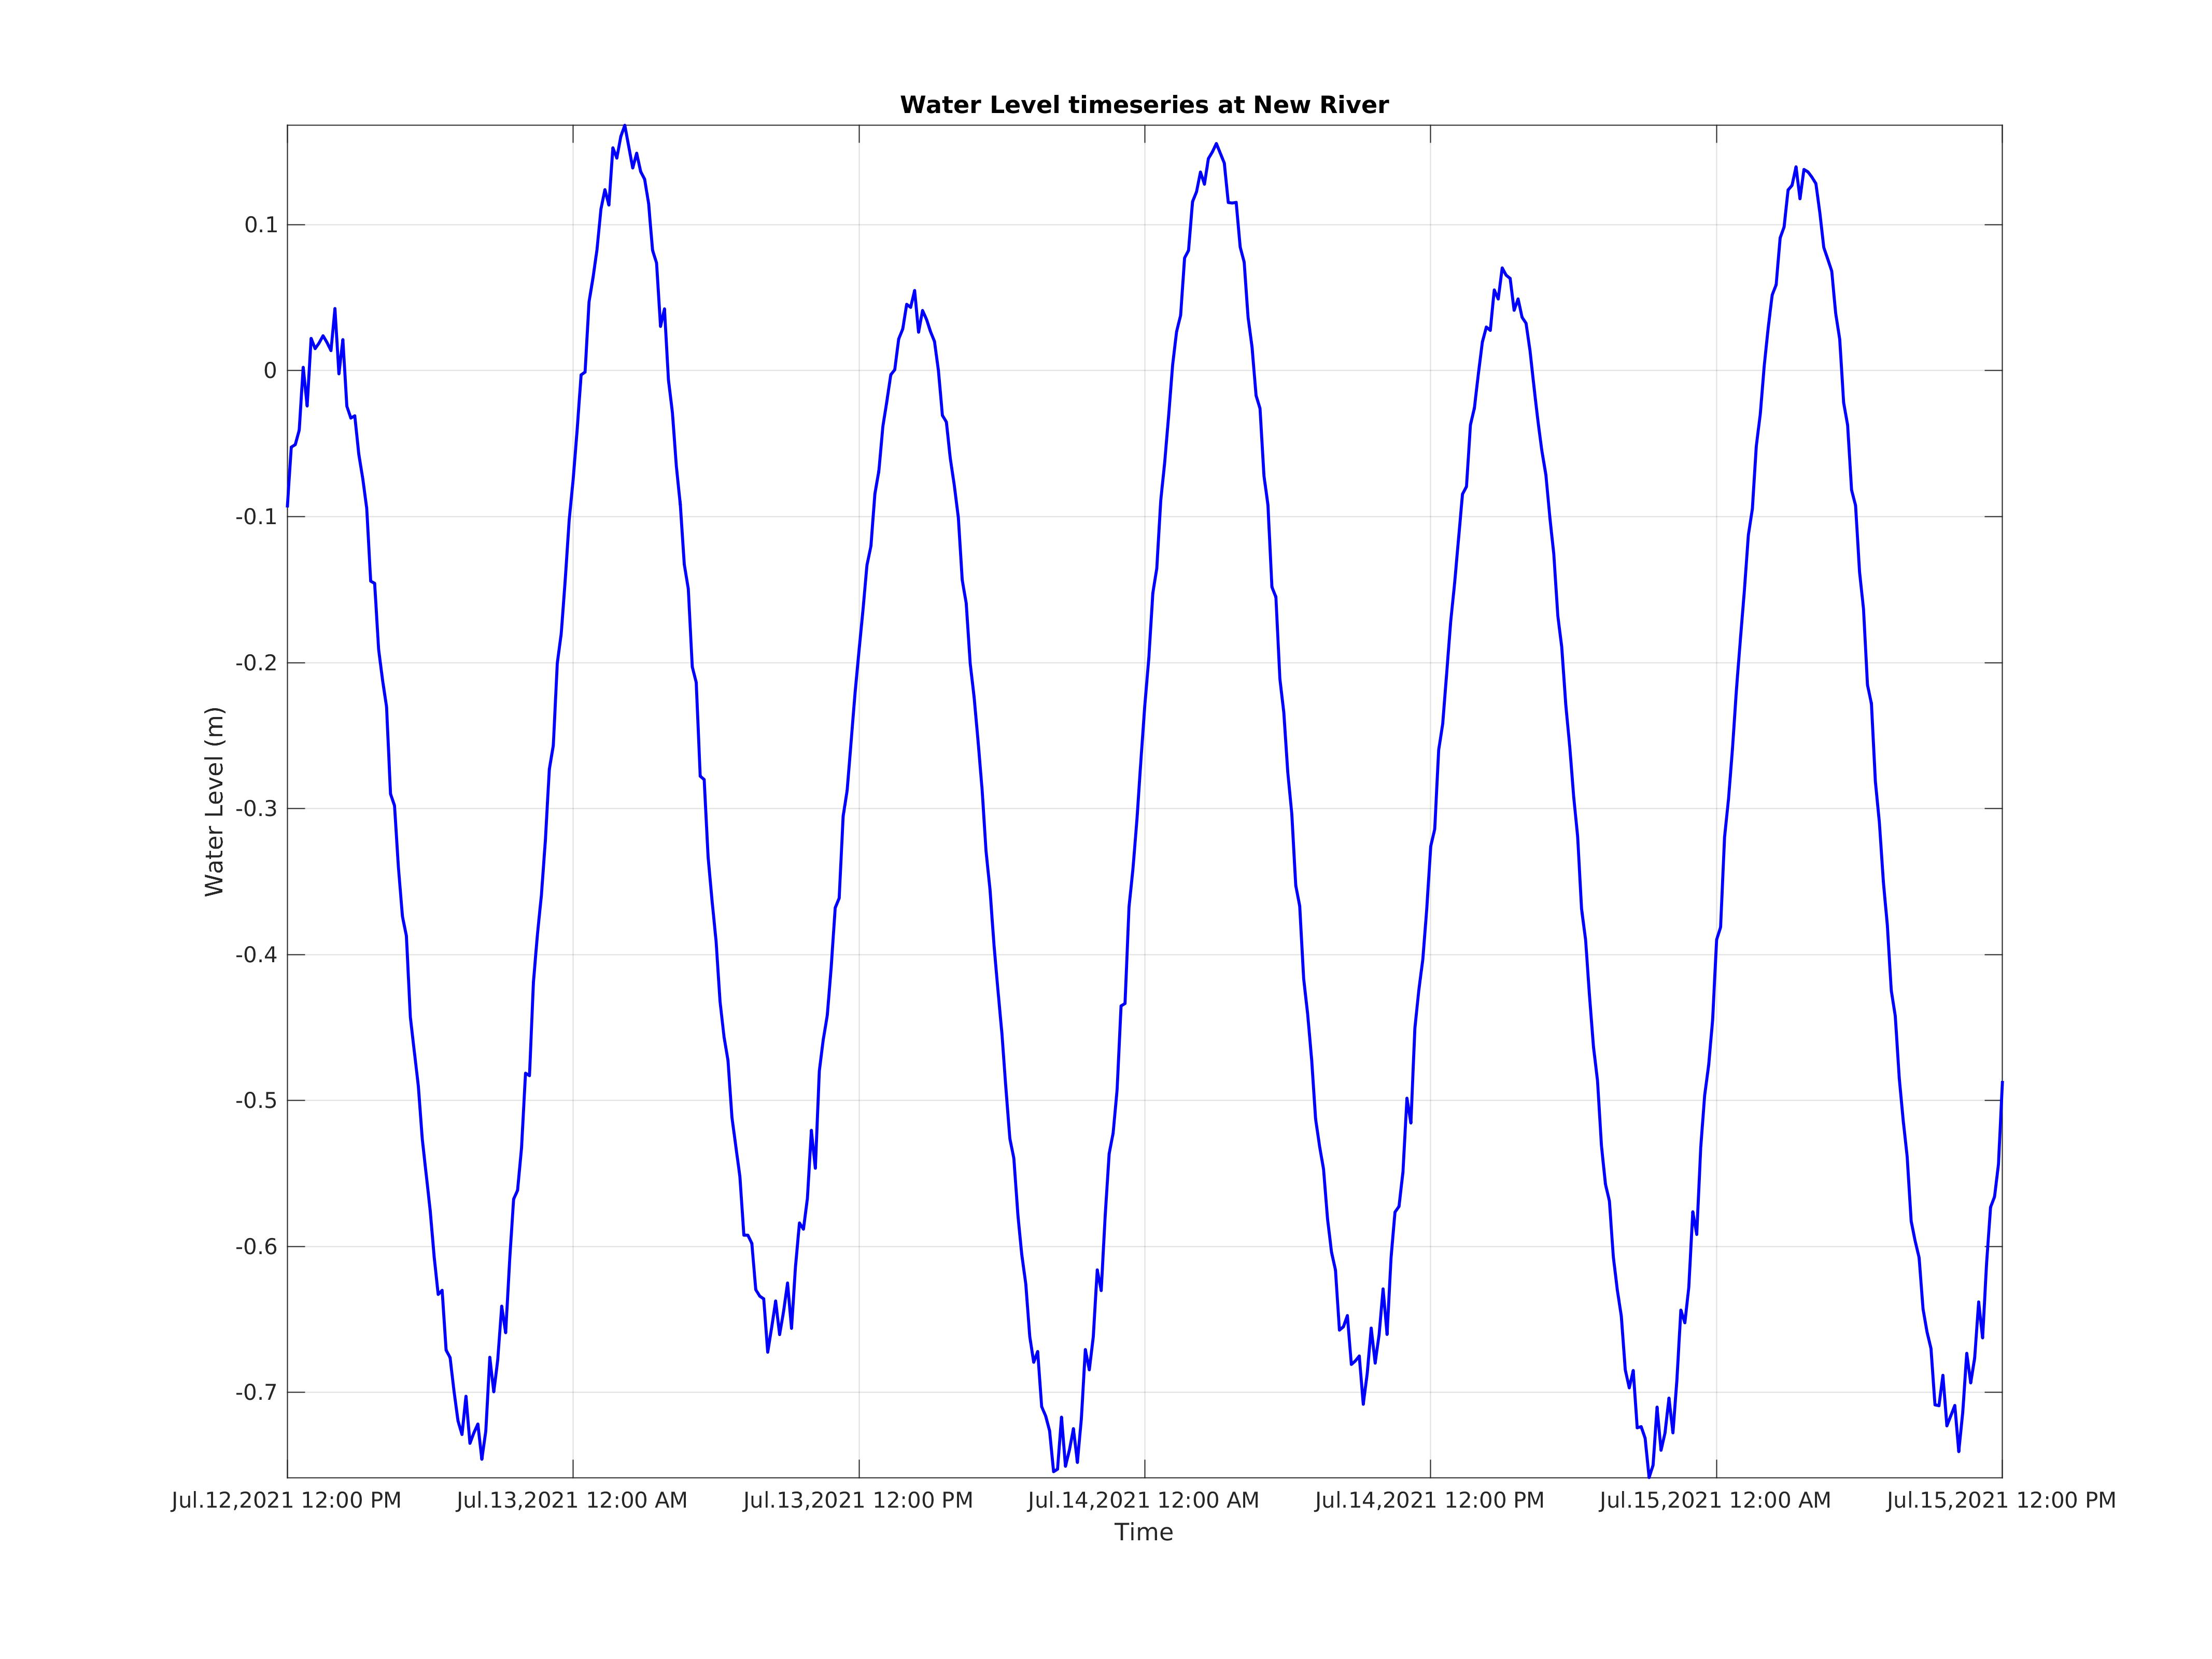 Water Level timeseries at New River
0.1
0
-0.1
-0.2
-0.3
-0.4
-0.5
-0.6
-0.7
Water Level (m)
Jul.12,2021 12:00 PM Jul.13,2021 12:00 AM Jul.13,2021 12:00 PM Jul.14,2021 12:00 AM Jul.14,2021 12:00 PM Jul.15,2021 12:00 AM Jul.15,2021 12:00 PM
Time